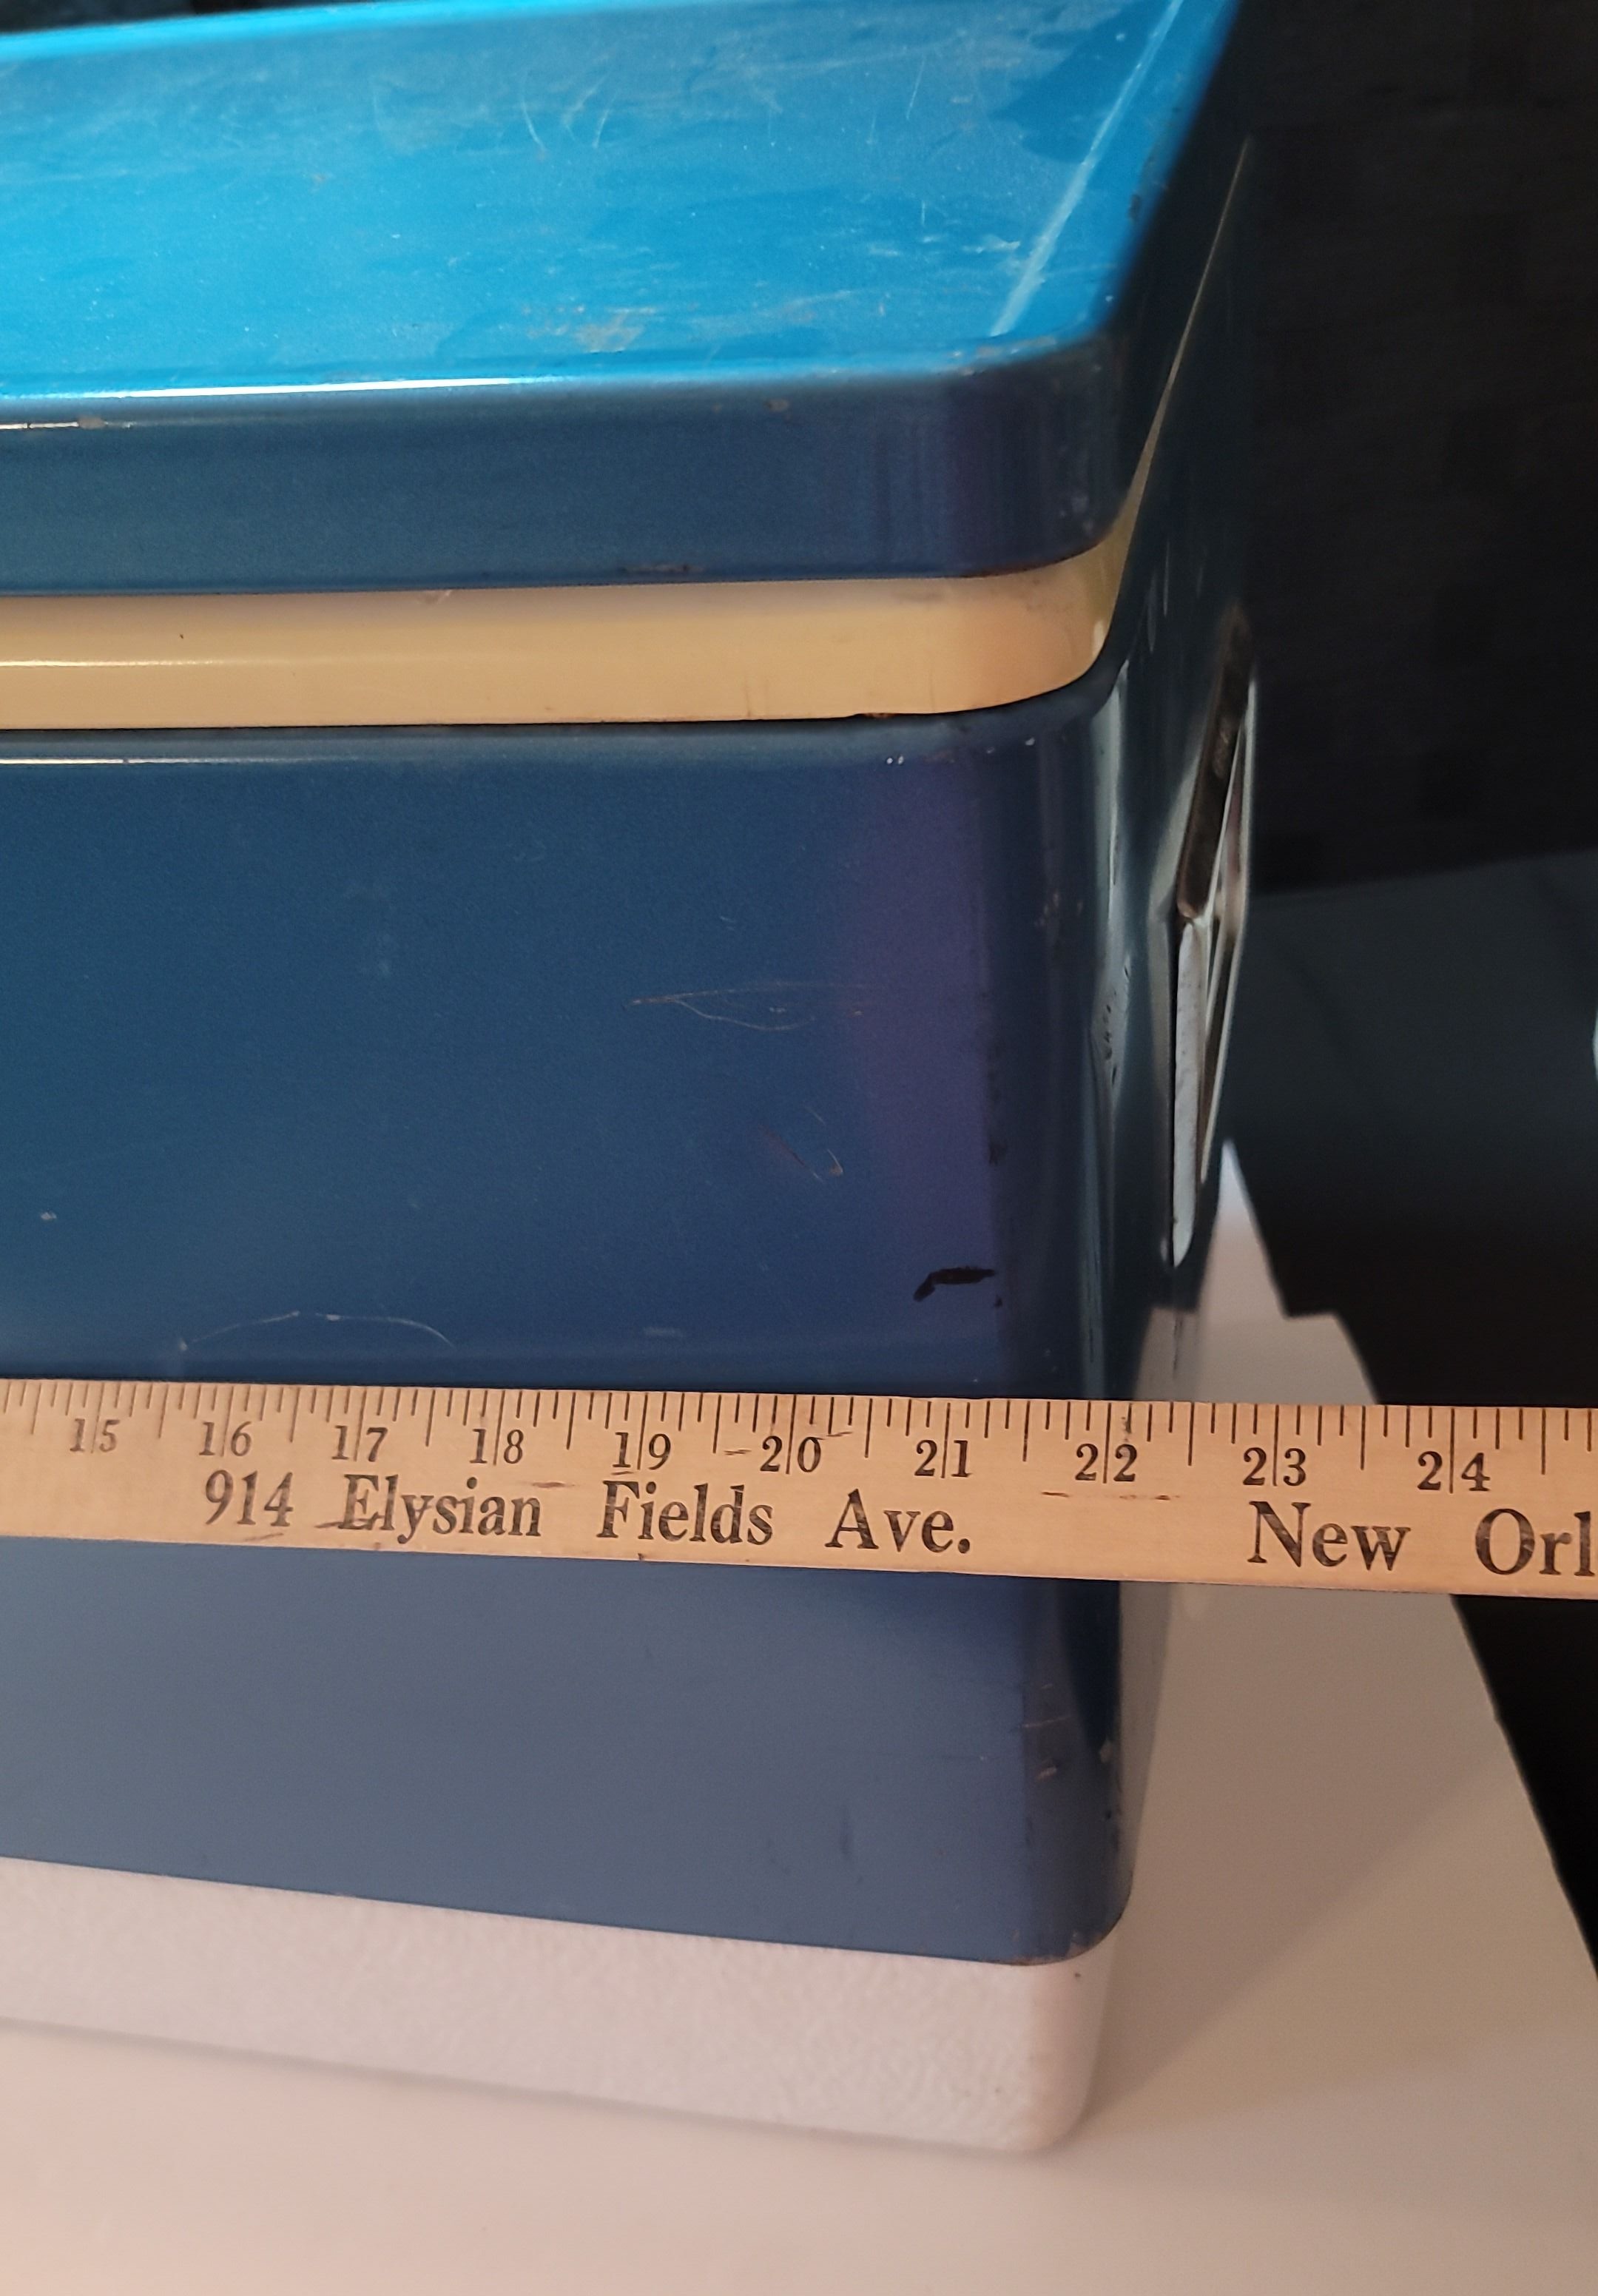 15 16 17 18 19 20 21 22 23 24
914 Elysian Fields Ave. New Orl